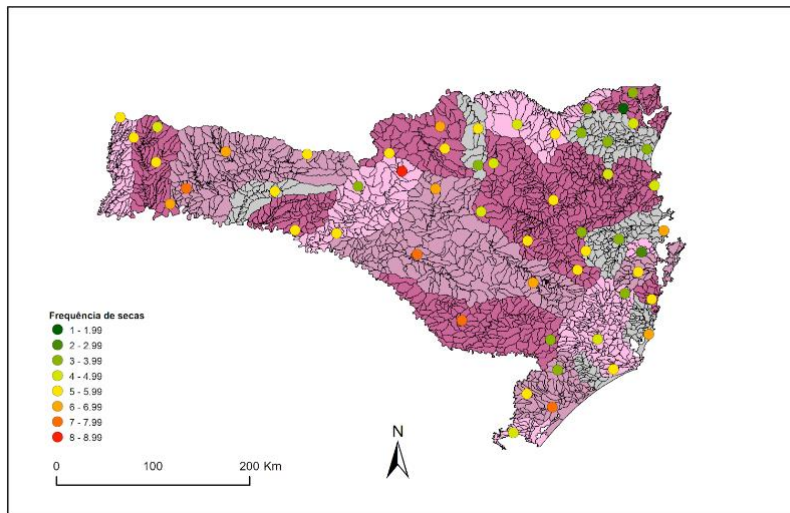 Frequência de secas
1 - 1.99
2 - 2.99
3 - 3.99
4 - 4.99
5 - 5.99
6 - 6.99
7 - 7.99
8 - 8.99
N
0 100 200 Km